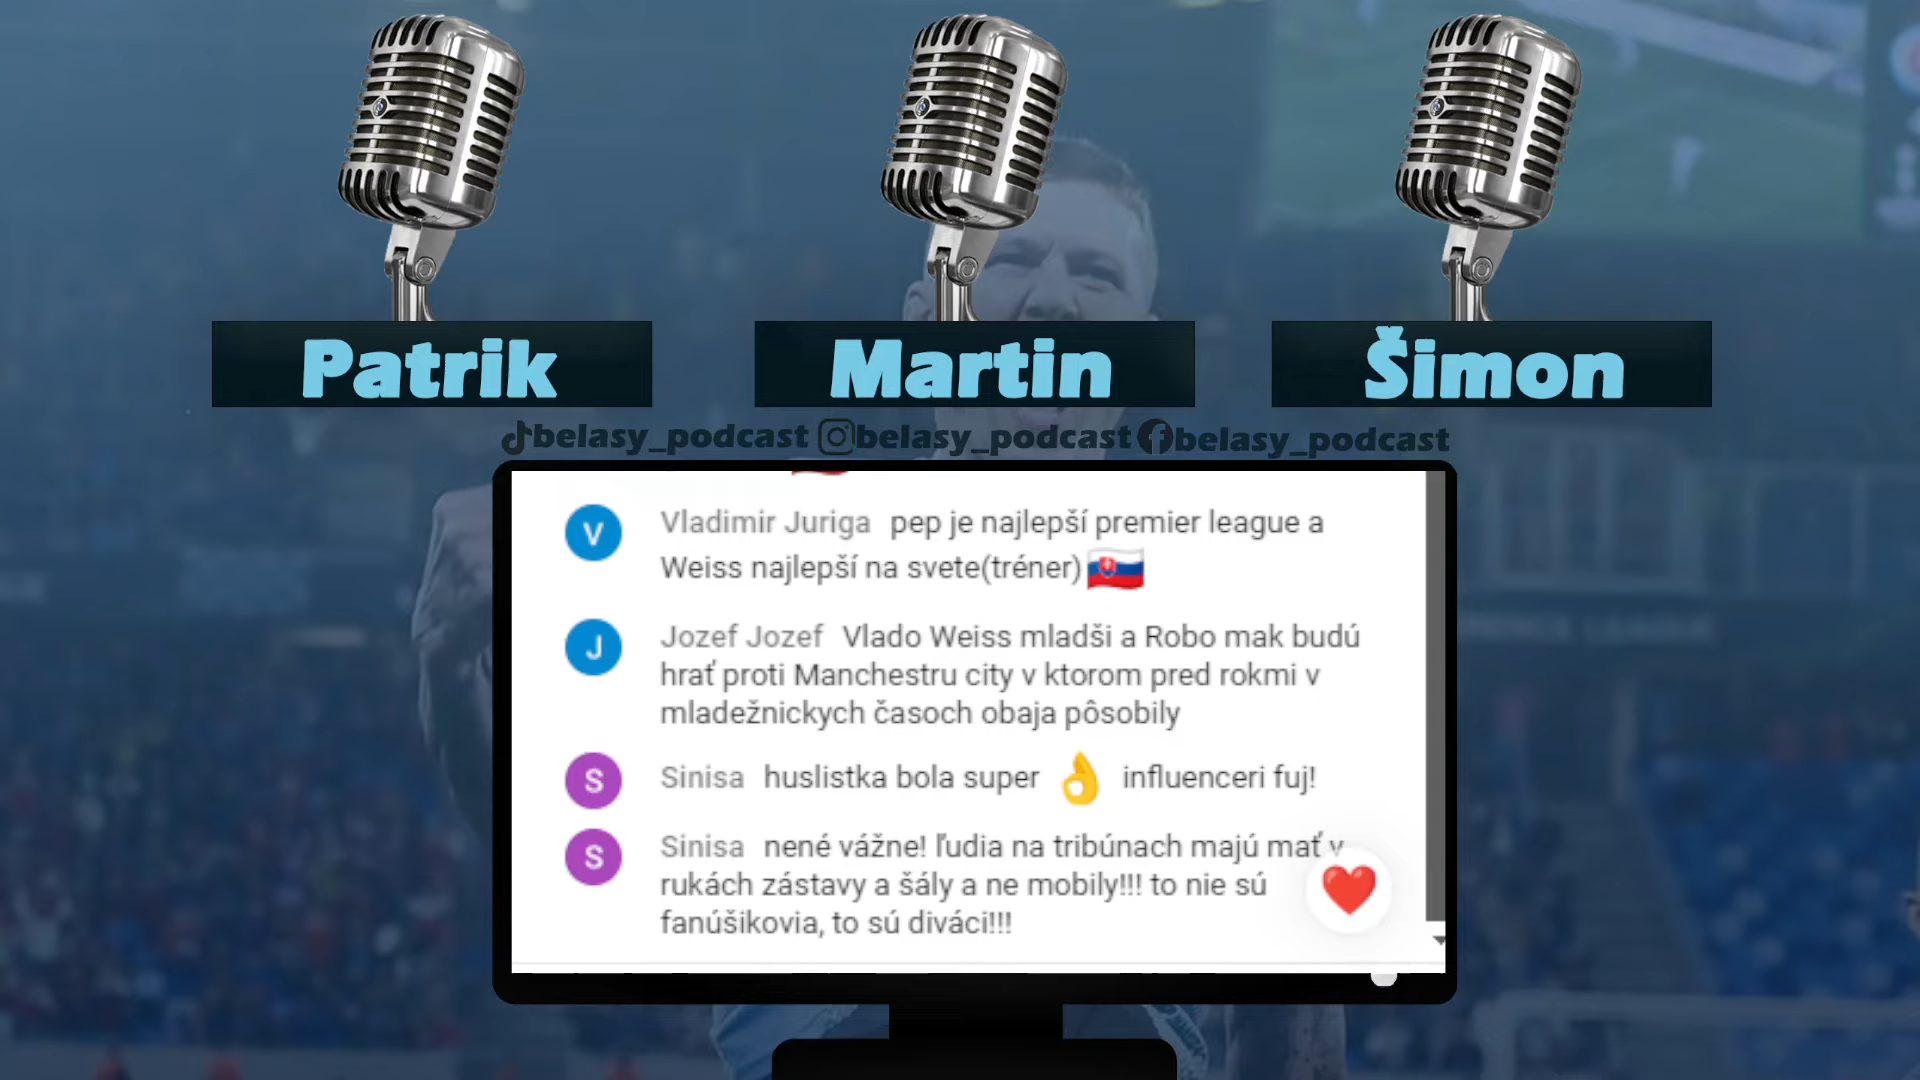 Patrik
Martin
Šimon
belasy_podcast belasy_podcast belasy_podcast
V
Vladimir Juriga pep je najlepší premier league a
Weiss najlepší na svete(tréner)
J
Jozef Jozef Vlado Weiss mladši a Robo mak budú
hrať proti Manchestru city v ktorom pred rokmi v
mladežnickych časoch obaja pôsobily
S
Sinisa huslistka bola super 👌 influenceri fuj!
S
Sinisa nené vážne! ľudia na tribúnach majú mať v
rukách zástavy a šály a ne mobily!!! to nie sú
fanúšikovia, to sú diváci!!!